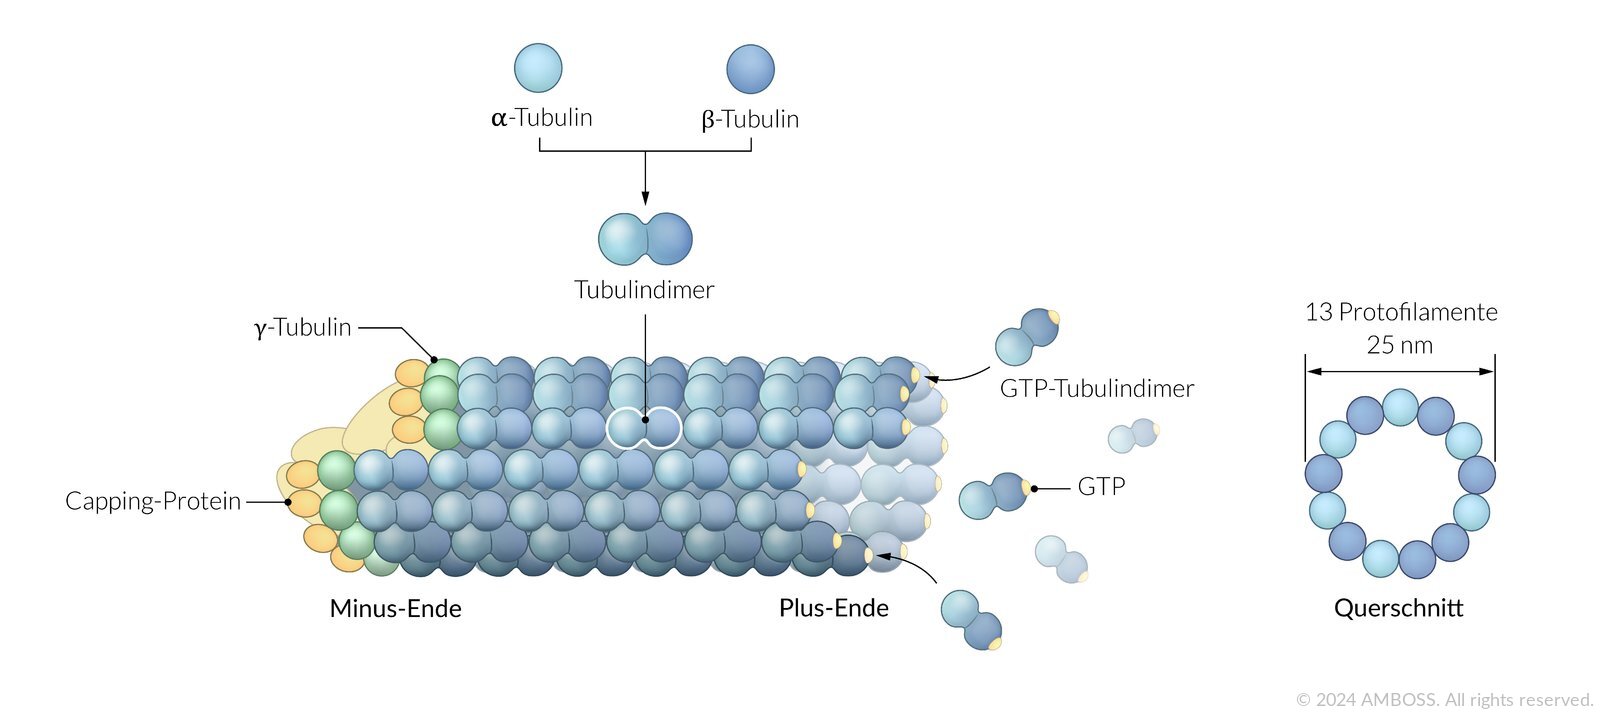 α-Tubulin
β-Tubulin
Tubulindimer
γ-Tubulin
13 Protofilamente
25 nm
GTP-Tubulindimer
Capping-Protein
GTP
Minus-Ende
Plus-Ende
Querschnitt
© 2024 AMBOSS. All rights reserved.